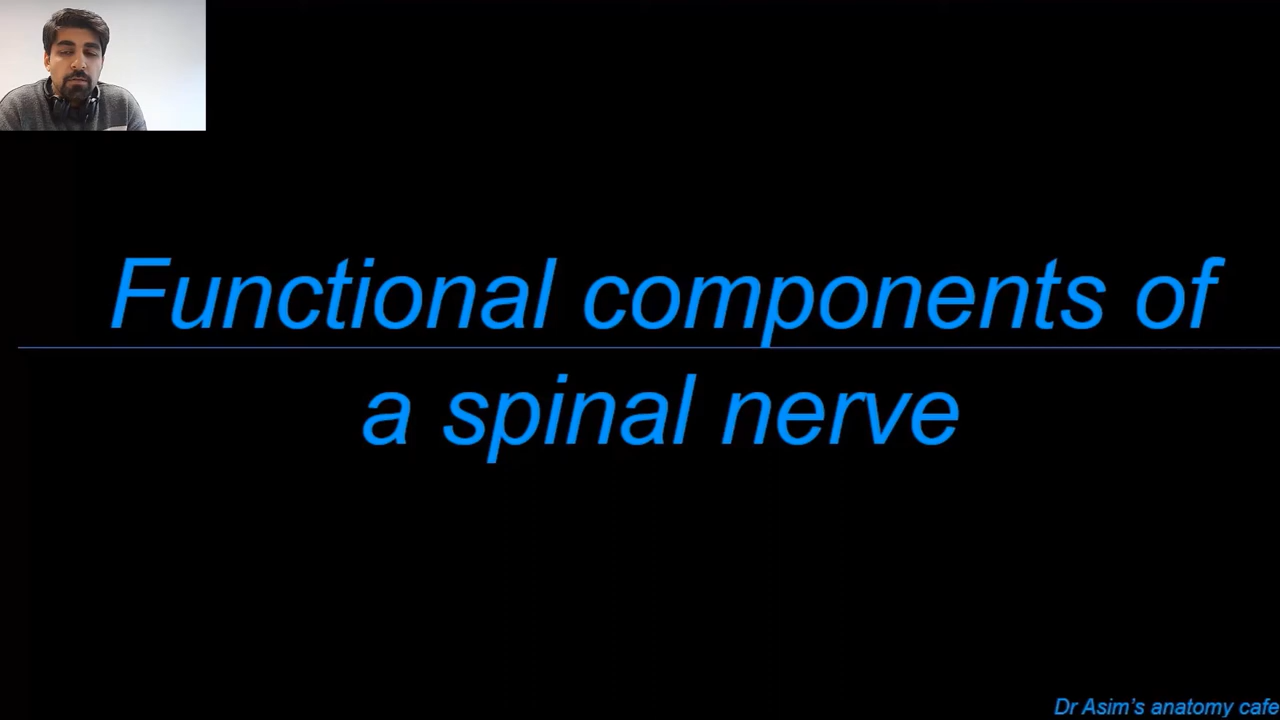 Functional components of
a spinal nerve
Dr Asim's anatomy cafe